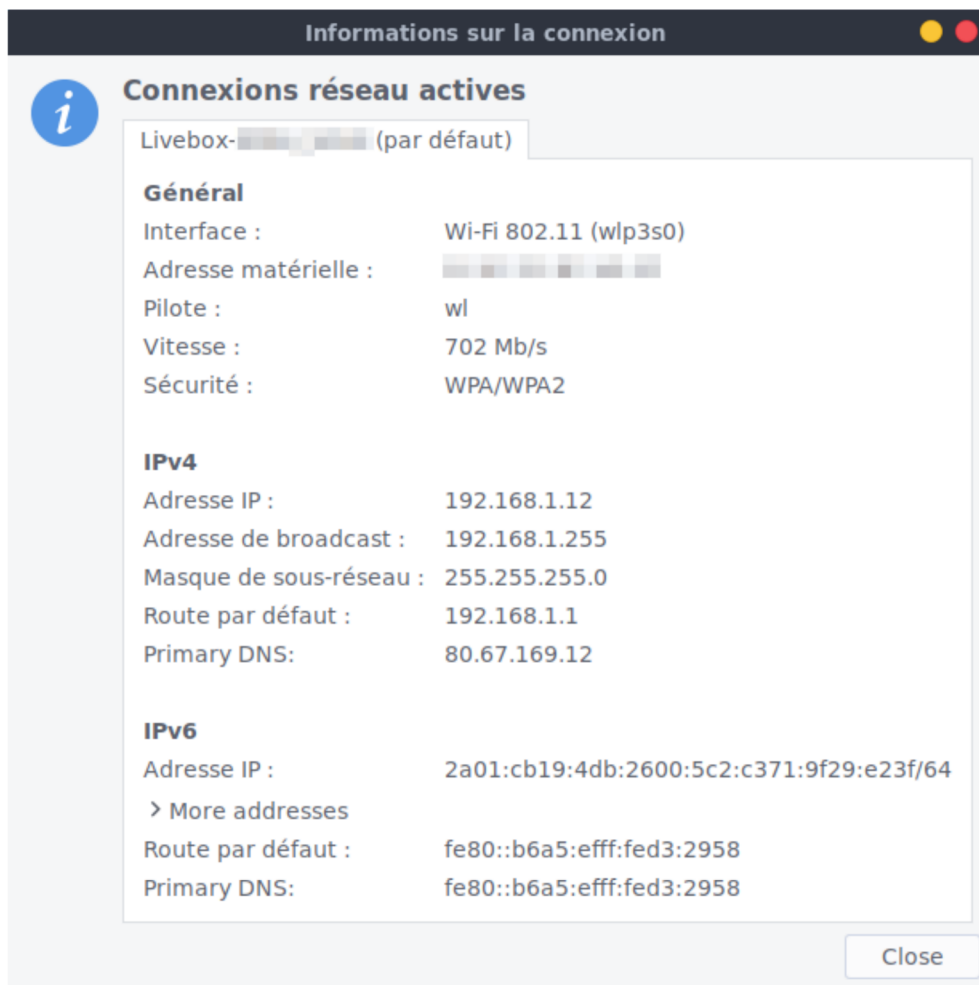 Informations sur la connexion
Connexions réseau actives
Livebox- (par défaut)
Général
Interface : Wi-Fi 802.11 (wlp3s0)
Adresse matérielle :
Pilote : wl
Vitesse : 702 Mb/s
Sécurité : WPA/WPA2
IPv4
Adresse IP : 192.168.1.12
Adresse de broadcast : 192.168.1.255
Masque de sous-réseau : 255.255.255.0
Route par défaut : 192.168.1.1
Primary DNS: 80.67.169.12
IPv6
Adresse IP : 2a01:cb19:4db:2600:5c2:c371:9f29:e23f/64
More addresses
Route par défaut : fe80::b6a5:efff:fed3:2958
Primary DNS: fe80::b6a5:efff:fed3:2958
Close